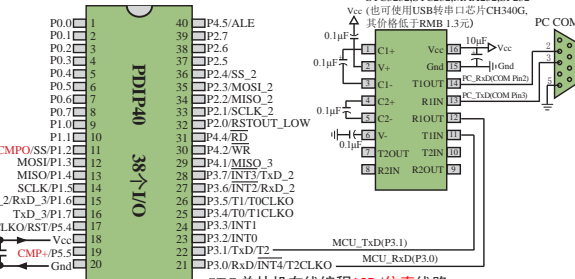 Vcc (也可使用USB转串口芯片CH340G,
其价格低于RMB 1.3元)
PC COM
P0.0 1
P0.1 2
P0.2 3
P0.3 4
P0.4 5
P0.5 6
P0.6 7
P0.7 8
P1.0 9
P1.1 10
CMPO/SS/P1.2 11
MOSI/P1.3 12
MISO/P1.4 13
SCLK/P1.5 14
_2/RxD_3/P1.6 15
TxD_3/P1.7 16
LKO/RST/P5.4 17
Vcc 18
CMP+/P5.5 19
Gnd 20
PDIP40 38个I/O
40 P4.5/ALE
39 P2.7
38 P2.6
37 P2.5
36 P2.4/SS_2
35 P2.3/MOSI_2
34 P2.2/MISO_2
33 P2.1/SCLK_2
32 P2.0/RSTOUT_LOW
31 P4.4/RD
30 P4.2/WR
29 P4.1/MISO_3
28 P3.7/INT3/TxD_2
27 P3.6/INT2/RxD_2
26 P3.5/T1/T0CLKO
25 P3.4/T0/T1CLKO
24 P3.3/INT1
23 P3.2/INT0
22 P3.1/TxD/T2
21 P3.0/RxD/INT4/T2CLKO
MCU_TxD(P3.1)
MCU_RxD(P3.0)
0.1μF
0.1μF
0.1μF
0.1μF
10μF
1 C1+
2 V+
3 C1-
4 C2+
5 C2-
6 V-
7 T2OUT
8 R2IN
Vcc 16
Gnd 15
T1OUT 14
R1IN 13
R1OUT 12
T1IN 11
T2IN 10
R2OUT 9
Vcc
Gnd
PC_RxD(COM Pin2)
PC_TxD(COM Pin3)
2
3
5